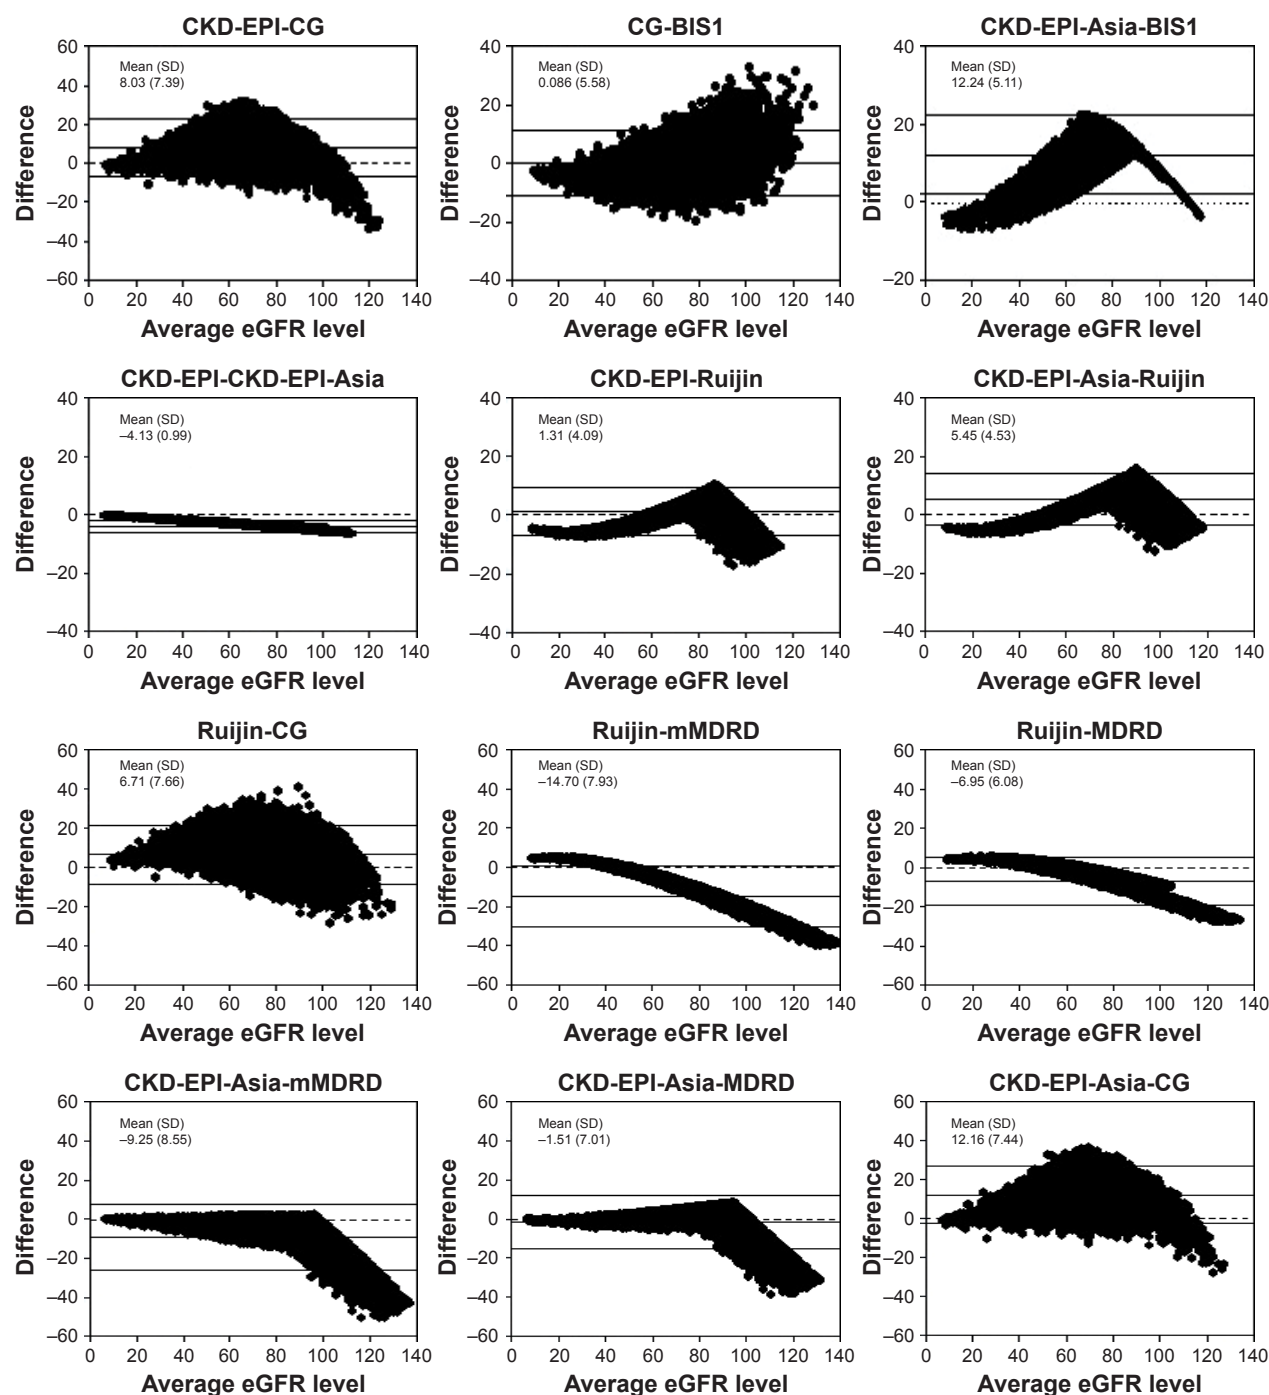 CKD-EPI-CG
Mean (SD)
8.03 (7.39)
Difference
60
40
20
0
–20
–40
–60
0 20 40 60 80 100 120 140
Average eGFR level
CG-BIS1
Mean (SD)
0.086 (5.58)
Difference
40
20
0
–20
–40
0 20 40 60 80 100 120 140
Average eGFR level
CKD-EPI-Asia-BIS1
Mean (SD)
12.24 (5.11)
Difference
40
20
0
–20
0 20 40 60 80 100 120 140
Average eGFR level
CKD-EPI-CKD-EPI-Asia
Mean (SD)
–4.13 (0.99)
Difference
40
20
0
–20
–40
0 20 40 60 80 100 120 140
Average eGFR level
CKD-EPI-Ruijin
Mean (SD)
1.31 (4.09)
Difference
40
20
0
–20
–40
0 20 40 60 80 100 120 140
Average eGFR level
CKD-EPI-Asia-Ruijin
Mean (SD)
5.45 (4.53)
Difference
40
20
0
–20
–40
0 20 40 60 80 100 120 140
Average eGFR level
Ruijin-CG
Mean (SD)
6.71 (7.66)
Difference
60
40
20
0
–20
–40
–60
0 20 40 60 80 100 120 140
Average eGFR level
Ruijin-mMDRD
Mean (SD)
–14.70 (7.93)
Difference
60
40
20
0
–20
–40
–60
0 20 40 60 80 100 120 140
Average eGFR level
Ruijin-MDRD
Mean (SD)
–6.95 (6.08)
Difference
60
40
20
0
–20
–40
–60
0 20 40 60 80 100 120 140
Average eGFR level
CKD-EPI-Asia-mMDRD
Mean (SD)
–9.25 (8.55)
Difference
60
40
20
0
–20
–40
–60
0 20 40 60 80 100 120 140
Average eGFR level
CKD-EPI-Asia-MDRD
Mean (SD)
–1.51 (7.01)
Difference
60
40
20
0
–20
–40
–60
0 20 40 60 80 100 120 140
Average eGFR level
CKD-EPI-Asia-CG
Mean (SD)
12.16 (7.44)
Difference
60
40
20
0
–20
–40
–60
0 20 40 60 80 100 120 140
Average eGFR level